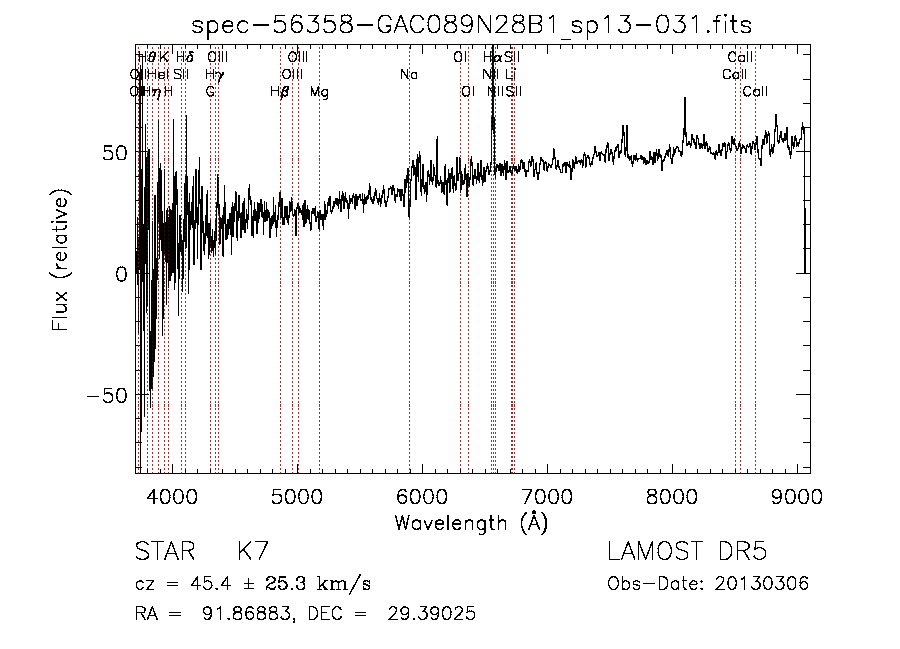 spec-56358-GAC089N28B1_sp13-031.fits
Hθ K Hδ OIII OIII OI Hα SII CaII
OII HeI SII Hγ OIII Na NII Li CaII
OII Hη H G Hβ Mg OI NII SII CaII
50
0
-50
Flux (relative)
4000 5000 6000 7000 8000 9000
Wavelength (Å)
STAR K7 LAMOST DR5
cz = 45.4 ± 25.3 km/s Obs-Date: 20130306
RA = 91.86883, DEC = 29.39025